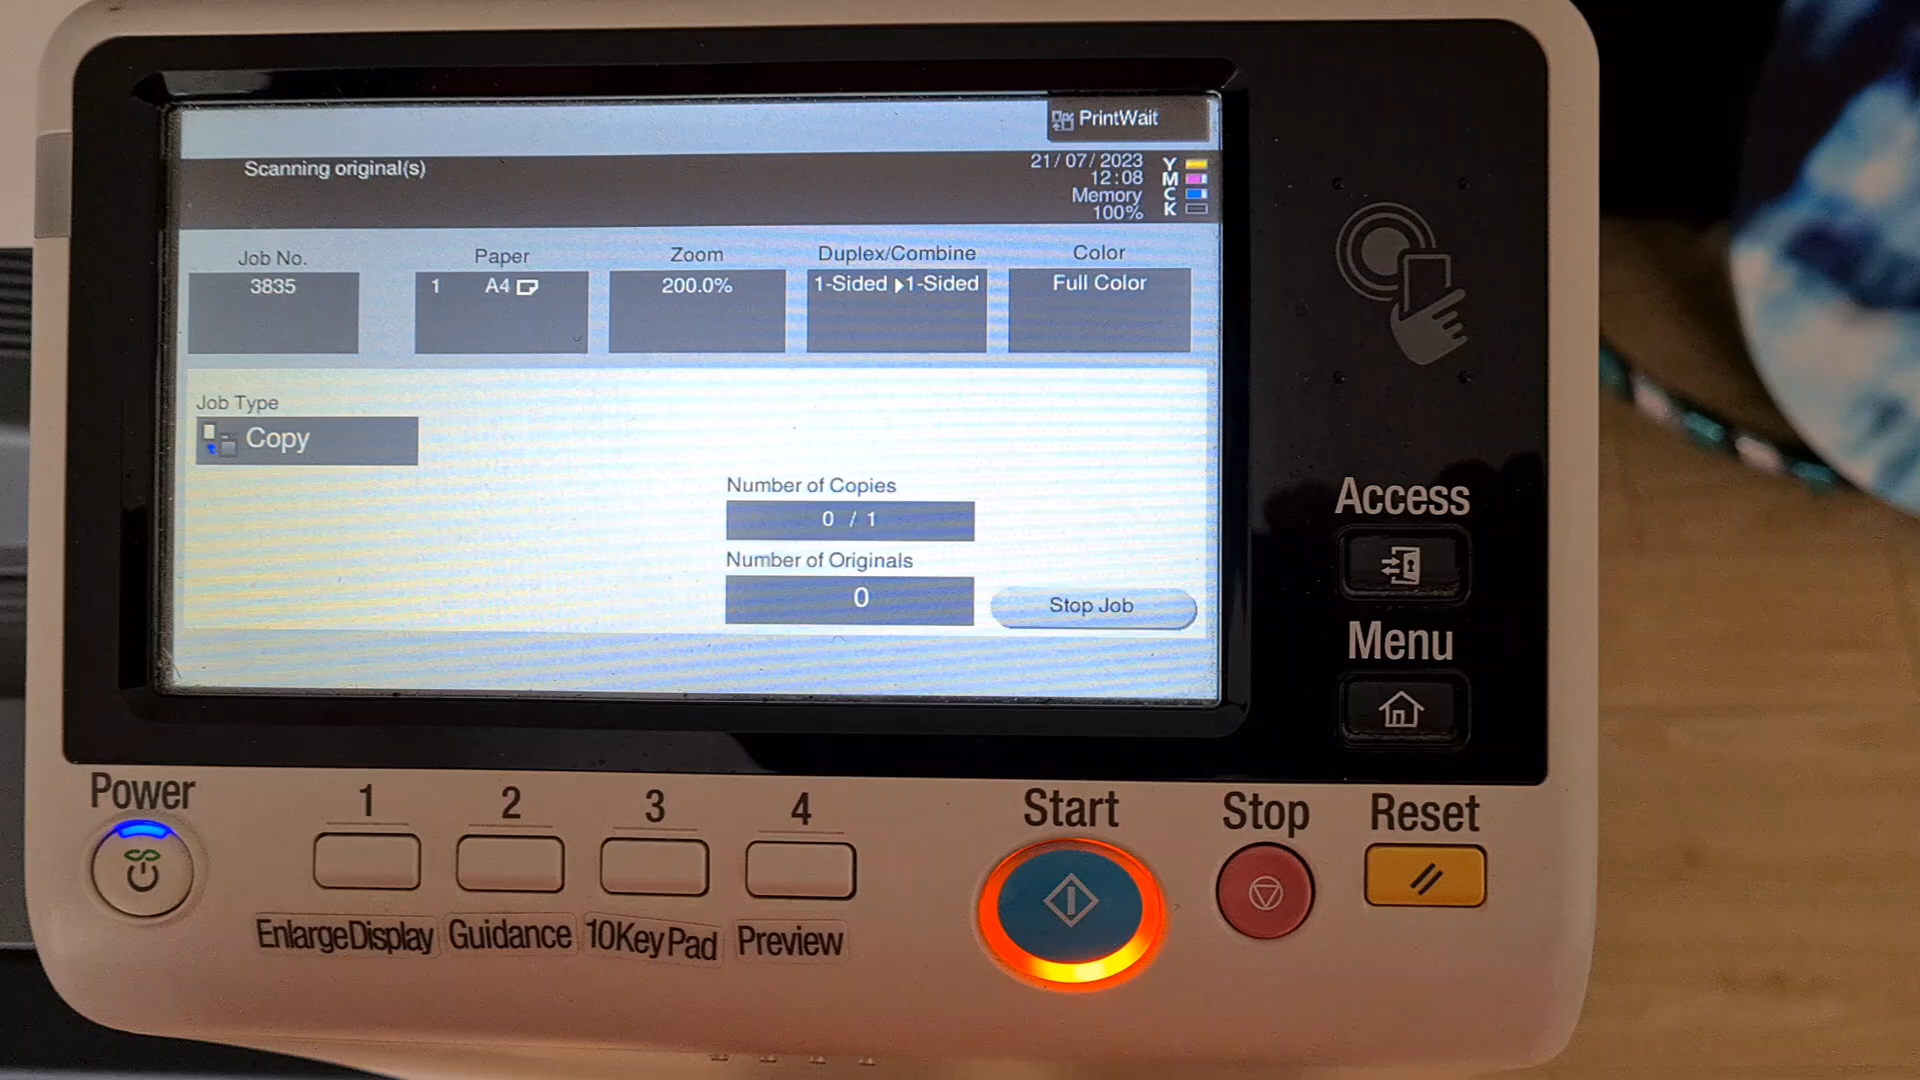 PrintWait
Scanning original(s)
21/07/2023
12:08
Memory
100%
Y
M
C
K
Job No.
3835
Paper
1 A4
Zoom
200.0%
Duplex/Combine
1-Sided 1-Sided
Color
Full Color
Job Type
Copy
Number of Copies
0 / 1
Number of Originals
0
Stop Job
Access
Menu
Power
1
2
3
4
Start
Stop
Reset
EnlargeDisplay
Guidance
10Key Pad
Preview